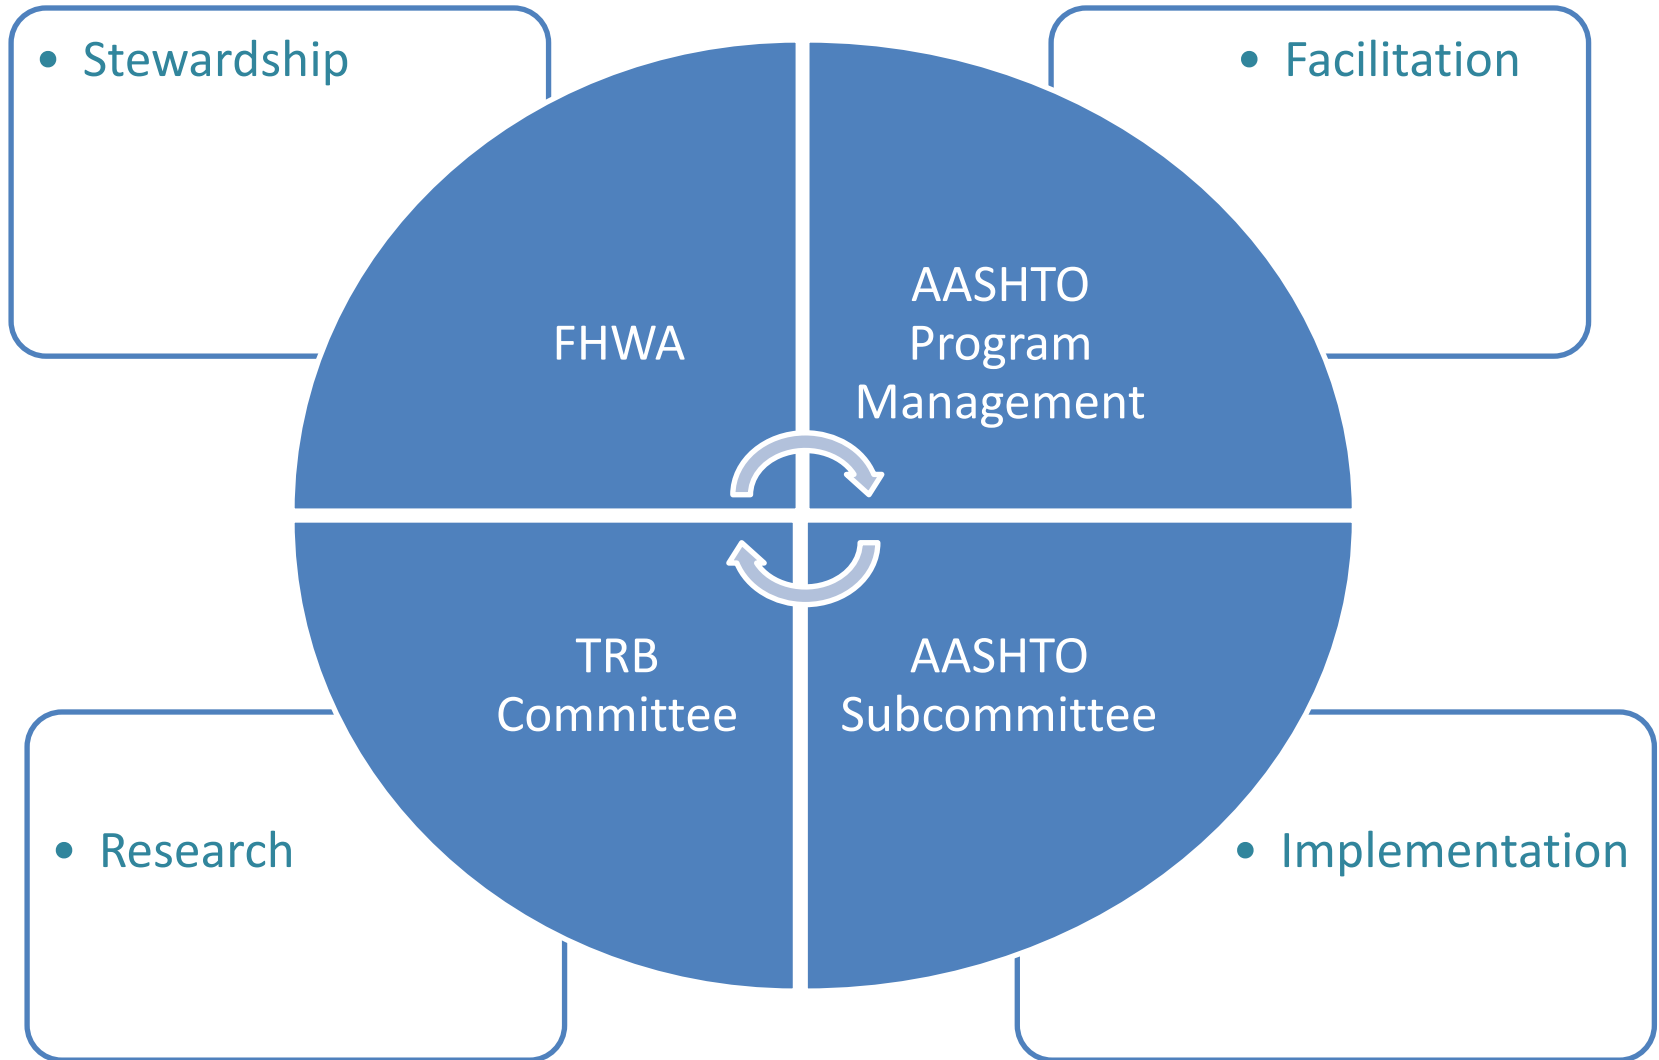 • Stewardship
• Facilitation
FHWA
AASHTO
Program
Management
TRB
Committee
AASHTO
Subcommittee
• Research
• Implementation